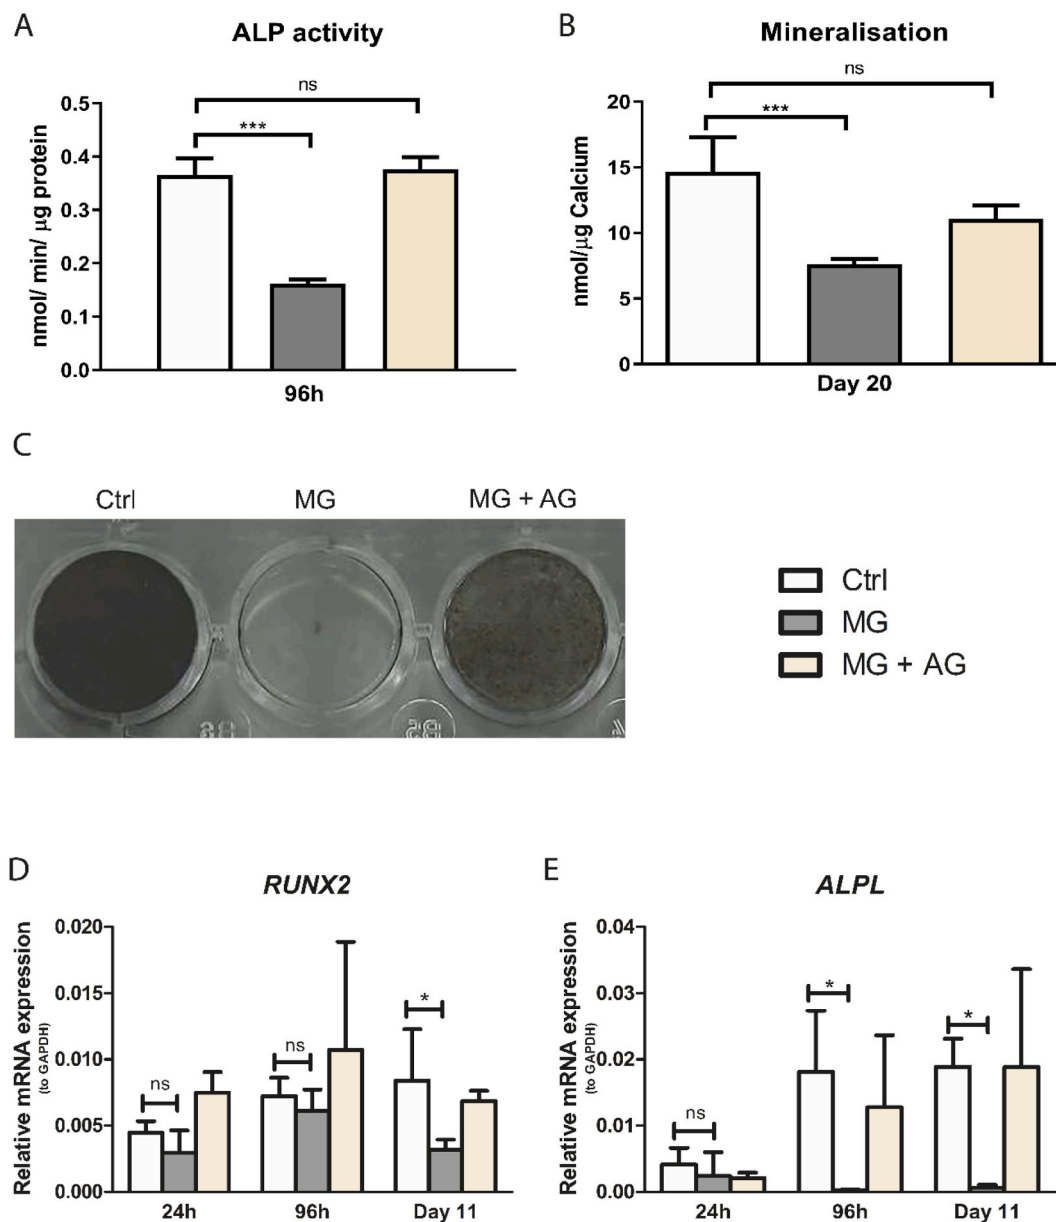 A
ALP activity
ns
***
nmol/ min/ µg protein
0.5
0.4
0.3
0.2
0.1
0.0
96h
B
Mineralisation
ns
***
nmol/µg Calcium
20
15
10
5
0
Day 20
C
Ctrl
MG
MG + AG
Ctrl
MG
MG + AG
D
RUNX2
Relative mRNA expression
(to GAPDH)
0.020
0.015
0.010
0.005
0.000
ns
ns
*
24h
96h
Day 11
E
ALPL
Relative mRNA expression
(to GAPDH)
0.04
0.03
0.02
0.01
0.00
ns
*
*
24h
96h
Day 11